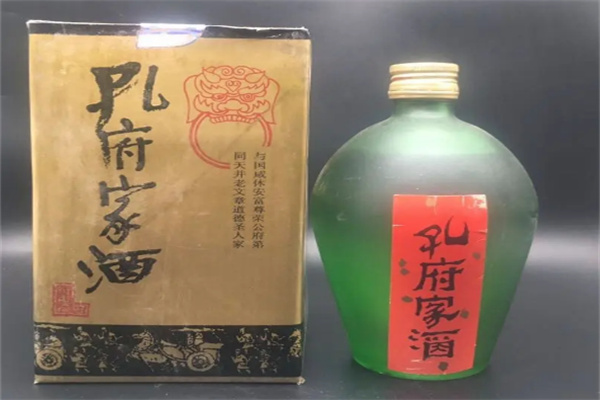 孔府家酒
与国咸休安富尊荣公府第
同天并老文章道德圣人家
孔府家酒